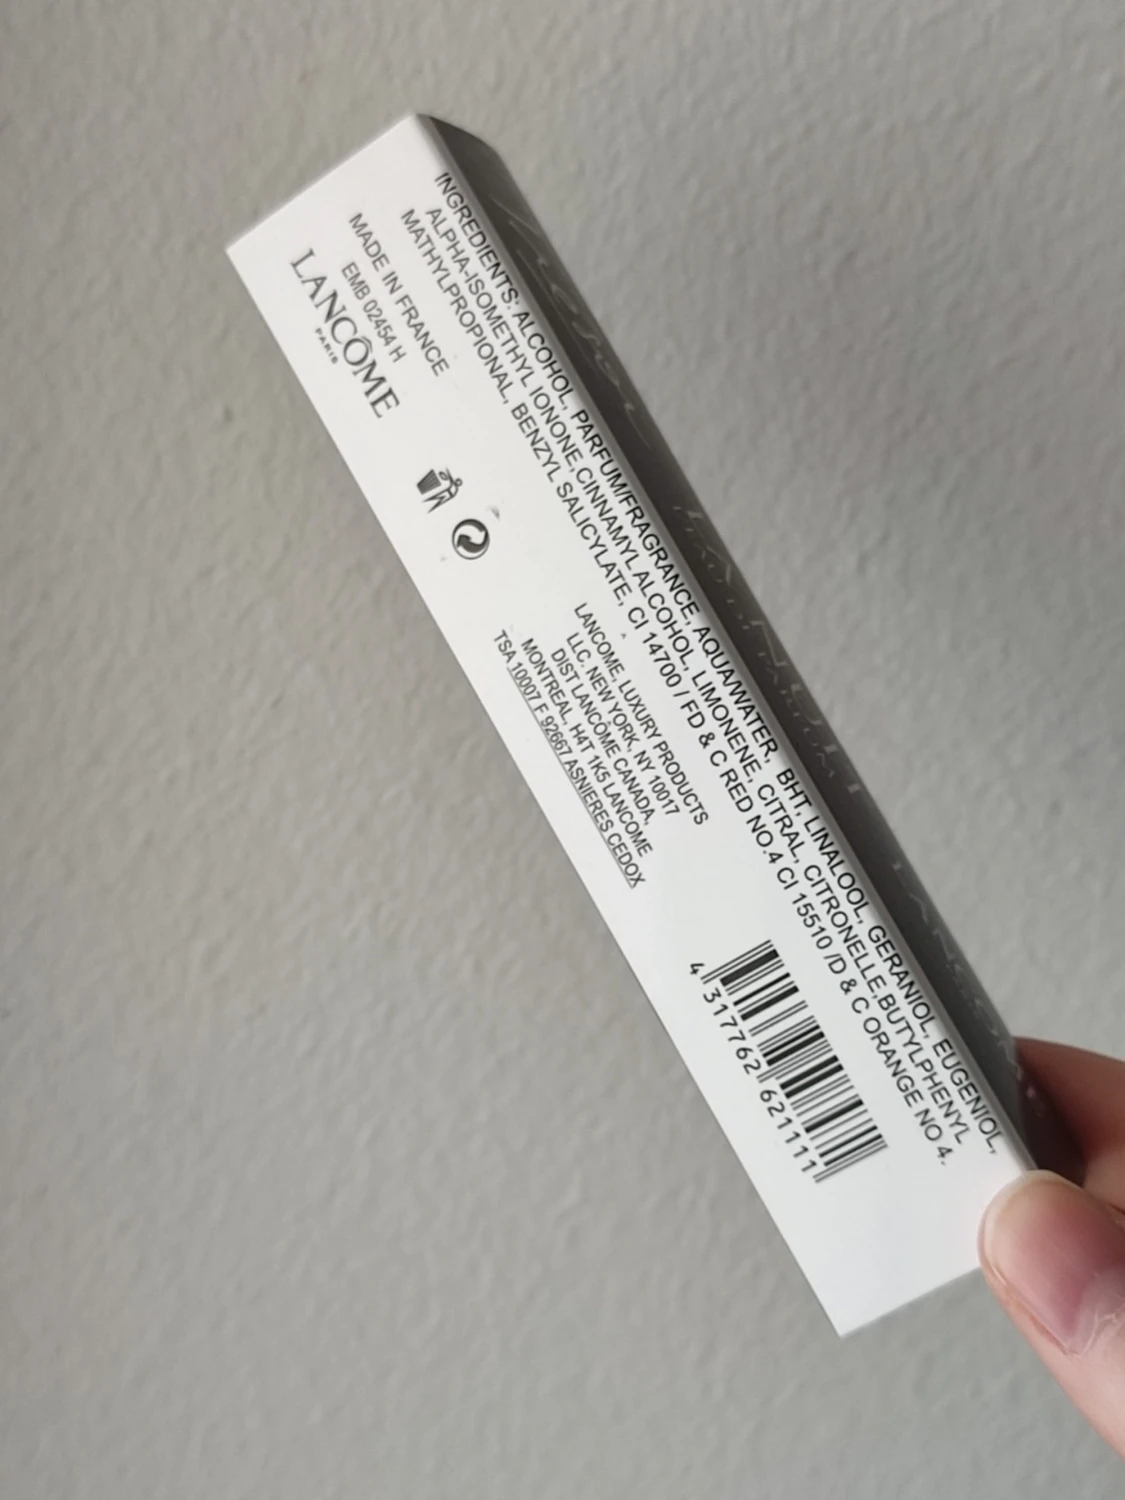 INGREDIENTS: ALCOHOL, PARFUM/FRAGRANCE, AQUA/WATER, BHT, LINALOOL, GERANIOL, EUGENIOL,
ALPHA-ISOMETHYL IONONE,CINNAMYL ALCOHOL, LIMONENE, CITRAL, CITRONELLE,BUTYLPHENYL
MATHYLPROPIONAL, BENZYL SALICYLATE, CI 14700 / FD & C RED NO.4 CI 15510 /D & C ORANGE NO 4.
MADE IN FRANCE
EMB 02454 H
LANCÔME
PARIS
LANCOME, LUXURY PRODUCTS
LLC, NEW YORK, NY 10017
DIST LANCÔME CANADA,
MONTREAL, H4T 1K5 LANCOME
TSA 10007 F 92667 ASNIERES CEDOX
4 317762 621111